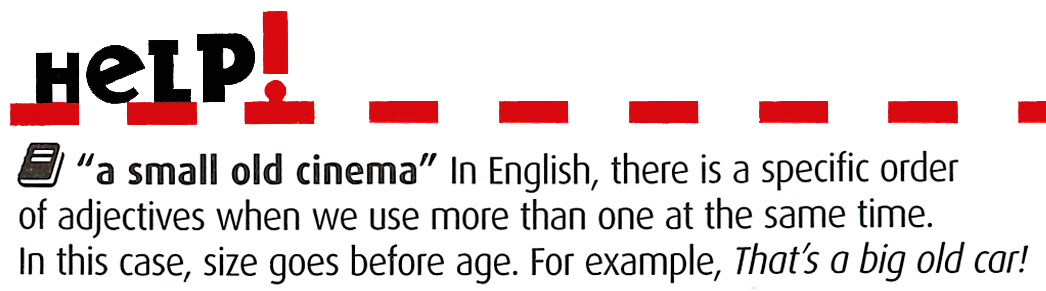 HeLP!
“a small old cinema” In English, there is a specific order
of adjectives when we use more than one at the same time.
In this case, size goes before age. For example, That’s a big old car!